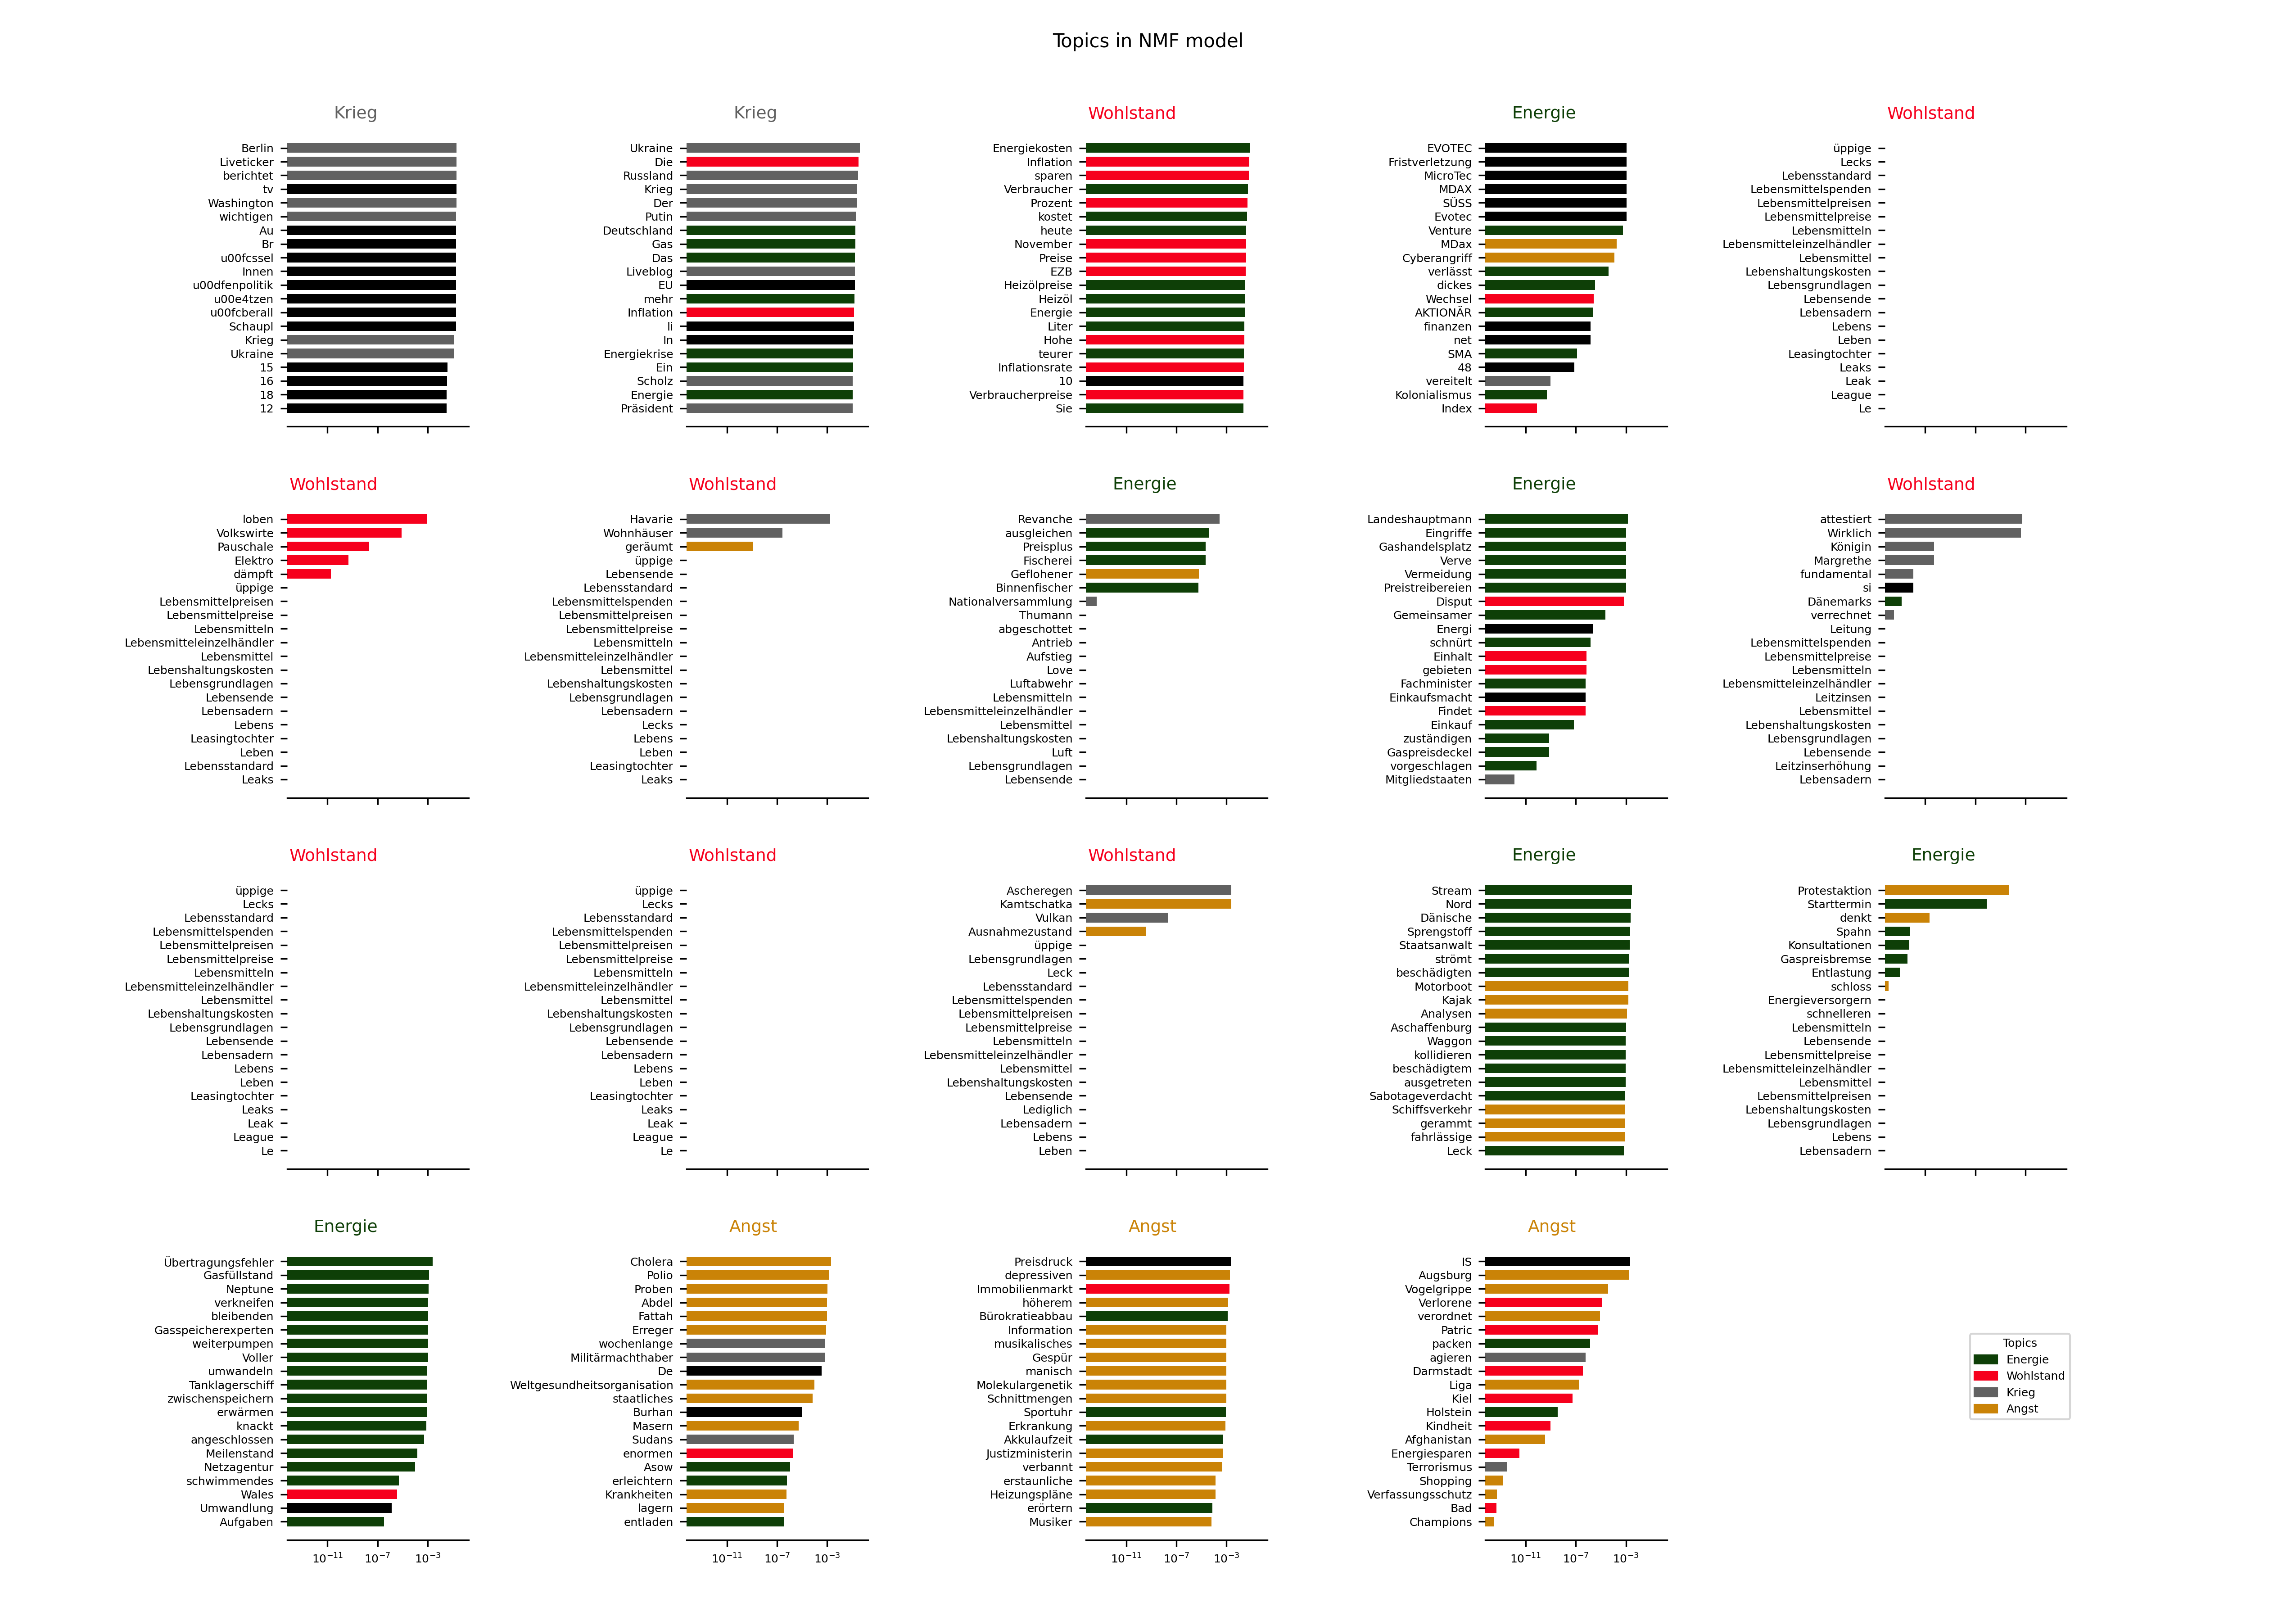 Topics in NMF model
Krieg
Berlin
Liveticker
berichtet
tv
Washington
wichtigen
Au
Br
u00fcssel
Innen
u00dfenpolitik
u00e4tzen
u00fcberall
Schaupl
Krieg
Ukraine
15
16
18
12
Krieg
Ukraine
Die
Russland
Krieg
Der
Putin
Deutschland
Gas
Das
Liveblog
EU
mehr
Inflation
li
In
Energiekrise
Ein
Scholz
Energie
Präsident
Wohlstand
Energiekosten
Inflation
sparen
Verbraucher
Prozent
kostet
heute
November
Preise
EZB
Heizölpreise
Heizöl
Energie
Liter
Hohe
teurer
Inflationsrate
10
Verbraucherpreise
Sie
Energie
EVOTEC
Fristverletzung
MicroTec
MDAX
SÜSS
Evotec
Venture
MDax
Cyberangriff
verlässt
dickes
Wechsel
AKTIONÄR
finanzen
net
SMA
48
vereitelt
Kolonialismus
Index
Wohlstand
üppige
Lecks
Lebensstandard
Lebensmittelspenden
Lebensmittelpreisen
Lebensmittelpreise
Lebensmitteln
Lebensmitteleinzelhändler
Lebensmittel
Lebenshaltungskosten
Lebensgrundlagen
Lebensende
Lebensadern
Lebens
Leben
Leasingtochter
Leaks
Leak
League
Le
Wohlstand
loben
Volkswirte
Pauschale
Elektro
dämpft
üppige
Lebensmittelpreisen
Lebensmittelpreise
Lebensmitteln
Lebensmitteleinzelhändler
Lebensmittel
Lebenshaltungskosten
Lebensgrundlagen
Lebensende
Lebensadern
Lebens
Leasingtochter
Leben
Lebensstandard
Leaks
Wohlstand
Havarie
Wohnhäuser
geräumt
üppige
Lebensende
Lebensstandard
Lebensmittelspenden
Lebensmittelpreisen
Lebensmittelpreise
Lebensmitteln
Lebensmitteleinzelhändler
Lebensmittel
Lebenshaltungskosten
Lebensgrundlagen
Lebensadern
Lecks
Lebens
Leben
Leasingtochter
Leaks
Energie
Revanche
ausgleichen
Preisplus
Fischerei
Geflohener
Binnenfischer
Nationalversammlung
Thumann
abgeschottet
Antrieb
Aufstieg
Love
Luftabwehr
Lebensmitteln
Lebensmitteleinzelhändler
Lebensmittel
Lebenshaltungskosten
Luft
Lebensgrundlagen
Lebensende
Energie
Landeshauptmann
Eingriffe
Gashandelsplatz
Verve
Vermeidung
Preistreibereien
Disput
Gemeinsamer
Energi
schnürt
Einhalt
gebieten
Fachminister
Einkaufsmacht
Findet
Einkauf
zuständigen
Gaspreisdeckel
vorgeschlagen
Mitgliedstaaten
Wohlstand
attestiert
Wirklich
Königin
Margrethe
fundamental
si
Dänemarks
verrechnet
Leitung
Lebensmittelspenden
Lebensmittelpreise
Lebensmitteln
Lebensmitteleinzelhändler
Leitzinsen
Lebensmittel
Lebenshaltungskosten
Lebensgrundlagen
Lebensende
Leitzinserhöhung
Lebensadern
Wohlstand
üppige
Lecks
Lebensstandard
Lebensmittelspenden
Lebensmittelpreisen
Lebensmittelpreise
Lebensmitteln
Lebensmitteleinzelhändler
Lebensmittel
Lebenshaltungskosten
Lebensgrundlagen
Lebensende
Lebensadern
Lebens
Leben
Leasingtochter
Leaks
Leak
League
Le
Wohlstand
üppige
Lecks
Lebensstandard
Lebensmittelspenden
Lebensmittelpreisen
Lebensmittelpreise
Lebensmitteln
Lebensmitteleinzelhändler
Lebensmittel
Lebenshaltungskosten
Lebensgrundlagen
Lebensende
Lebensadern
Lebens
Leben
Leasingtochter
Leaks
Leak
League
Le
Wohlstand
Ascheregen
Kamtschatka
Vulkan
Ausnahmezustand
üppige
Lebensgrundlagen
Leck
Lebensstandard
Lebensmittelspenden
Lebensmittelpreisen
Lebensmittelpreise
Lebensmitteln
Lebensmitteleinzelhändler
Lebensmittel
Lebenshaltungskosten
Lebensende
Lediglich
Lebensadern
Lebens
Leben
Energie
Stream
Nord
Dänische
Sprengstoff
Staatsanwalt
strömt
beschädigten
Motorboot
Kajak
Analysen
Aschaffenburg
Waggon
kollidieren
beschädigtem
ausgetreten
Sabotageverdacht
Schiffsverkehr
gerammt
fahrlässige
Leck
Energie
Protestaktion
Starttermin
denkt
Spahn
Konsultationen
Gaspreisbremse
Entlastung
schloss
Energieversorgern
schnelleren
Lebensmitteln
Lebensende
Lebensmittelpreise
Lebensmitteleinzelhändler
Lebensmittel
Lebensmittelpreisen
Lebenshaltungskosten
Lebensgrundlagen
Lebens
Lebensadern
Energie
Übertragungsfehler
Gasfüllstand
Neptune
verkneifen
bleibenden
Gasspeicherexperten
weiterpumpen
Voller
umwandeln
Tanklagerschiff
zwischenspeichern
erwärmen
knackt
angeschlossen
Meilenstand
Netzagentur
schwimmendes
Wales
Umwandlung
Aufgaben
10⁻¹¹ 10⁻⁷ 10⁻³
Angst
Cholera
Polio
Proben
Abdel
Fattah
Erreger
wochenlange
Militärmachthaber
De
Weltgesundheitsorganisation
staatliches
Burhan
Masern
Sudans
enormen
Asow
erleichtern
Krankheiten
lagern
entladen
10⁻¹¹ 10⁻⁷ 10⁻³
Angst
Preisdruck
depressiven
Immobilienmarkt
höherem
Bürokratieabbau
Information
musikalisches
Gespür
manisch
Molekulargenetik
Schnittmengen
Sportuhr
Erkrankung
Akkulaufzeit
Justizministerin
verbannt
erstaunliche
Heizungspläne
erörtern
Musiker
10⁻¹¹ 10⁻⁷ 10⁻³
Angst
IS
Augsburg
Vogelgrippe
Verlorene
verordnet
Patric
packen
agieren
Darmstadt
Liga
Kiel
Holstein
Kindheit
Afghanistan
Energiesparen
Terrorismus
Shopping
Verfassungsschutz
Bad
Champions
10⁻¹¹ 10⁻⁷ 10⁻³
Topics
Energie
Wohlstand
Krieg
Angst